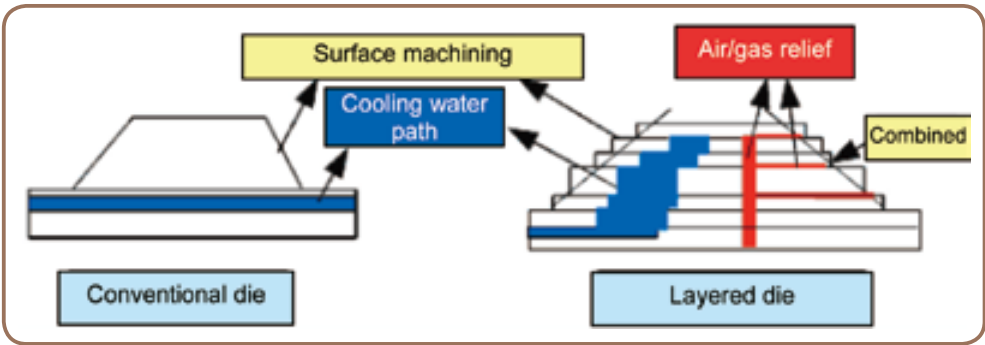 Surface machining
Air/gas relief
Cooling water
path
Combined
Conventional die
Layered die